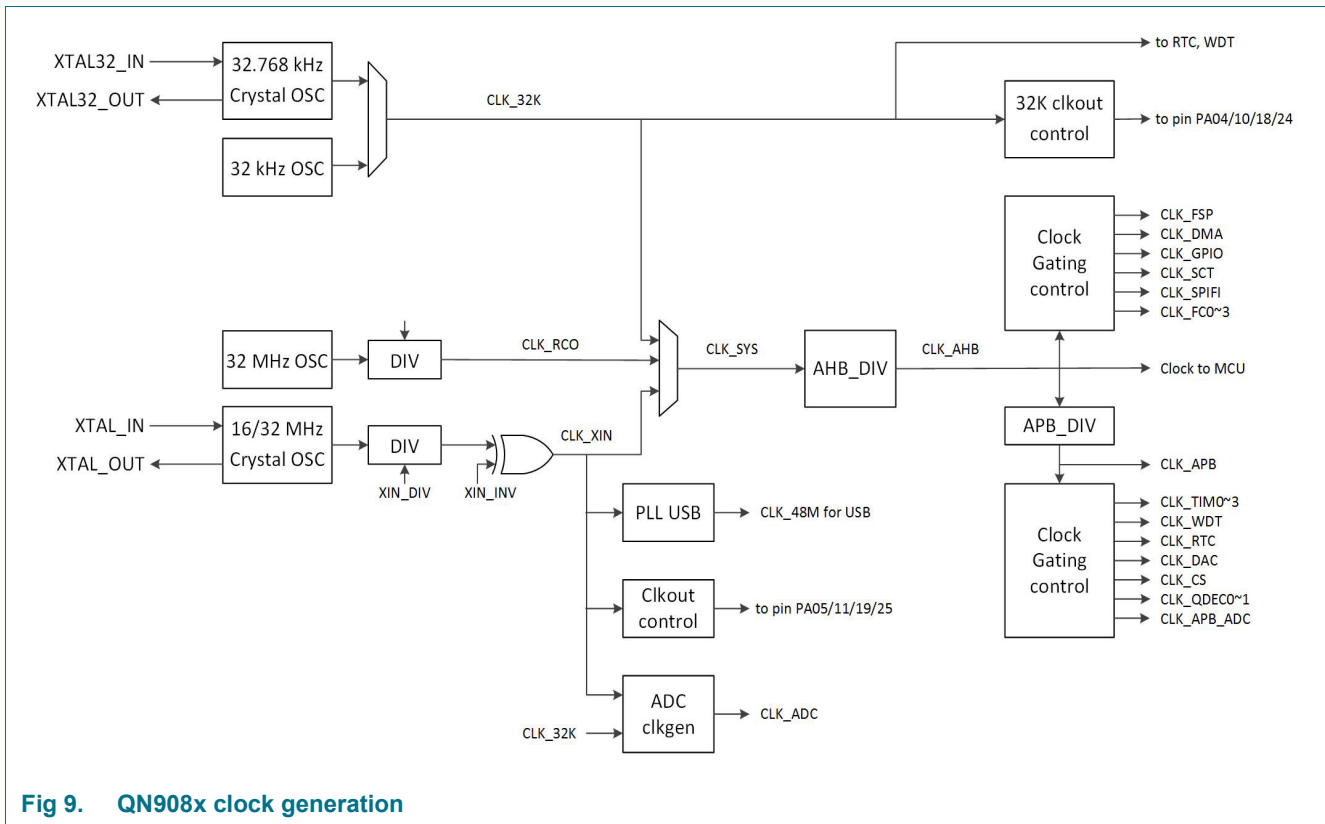 XTAL32_IN
XTAL32_OUT
32.768 kHz
Crystal OSC
32 kHz OSC
CLK_32K
to RTC, WDT
32K clkout
control
to pin PA04/10/18/24
Clock
Gating
control
CLK_FSP
CLK_DMA
CLK_GPIO
CLK_SCT
CLK_SPIFI
CLK_FC0~3
32 MHz OSC
DIV
CLK_RCO
CLK_SYS
AHB_DIV
CLK_AHB
Clock to MCU
XTAL_IN
XTAL_OUT
16/32 MHz
Crystal OSC
DIV
XIN_DIV
XIN_INV
CLK_XIN
APB_DIV
CLK_APB
PLL USB
CLK_48M for USB
Clock
Gating
control
CLK_TIM0~3
CLK_WDT
CLK_RTC
CLK_DAC
CLK_CS
CLK_QDEC0~1
CLK_APB_ADC
Clkout
control
to pin PA05/11/19/25
ADC
clkgen
CLK_32K
CLK_ADC
Fig 9. QN908x clock generation